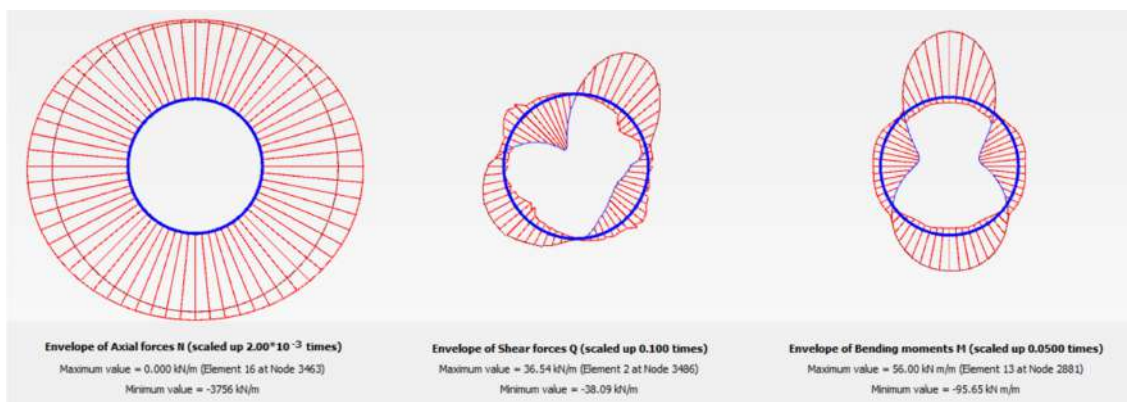 Envelope of Axial forces N (scaled up 2.00*10⁻³ times)
Maximum value = 0.000 kN/m (Element 16 at Node 3463)
Minimum value = -3756 kN/m
Envelope of Shear forces Q (scaled up 0.100 times)
Maximum value = 36.54 kN/m (Element 2 at Node 3486)
Minimum value = -38.09 kN/m
Envelope of Bending moments M (scaled up 0.0500 times)
Maximum value = 56.00 kN m/m (Element 13 at Node 2881)
Minimum value = -95.65 kN m/m